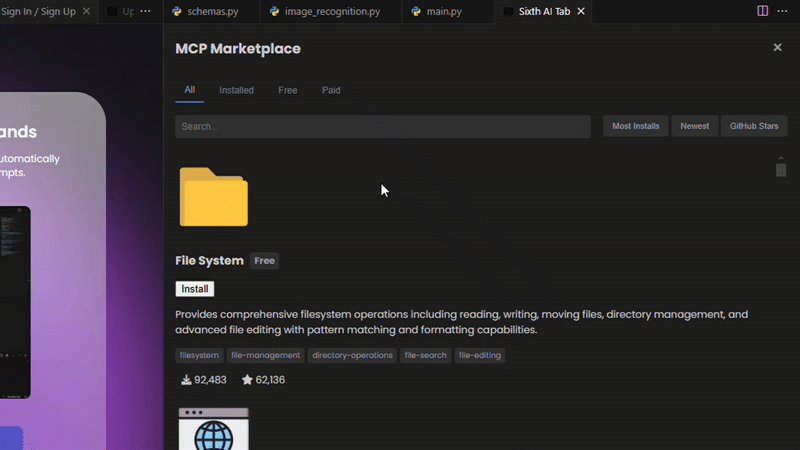 Sign In / Sign Up
Up
schemas.py
image_recognition.py
main.py
Sixth AI Tab
ands
utomatically
mpts.
MCP Marketplace
All
Installed
Free
Paid
Search...
Most Installs
Newest
GitHub Stars
File System
Free
Install
Provides comprehensive filesystem operations including reading, writing, moving files, directory management, and
advanced file editing with pattern matching and formatting capabilities.
filesystem
file-management
directory-operations
file-search
file-editing
92,483
62,136